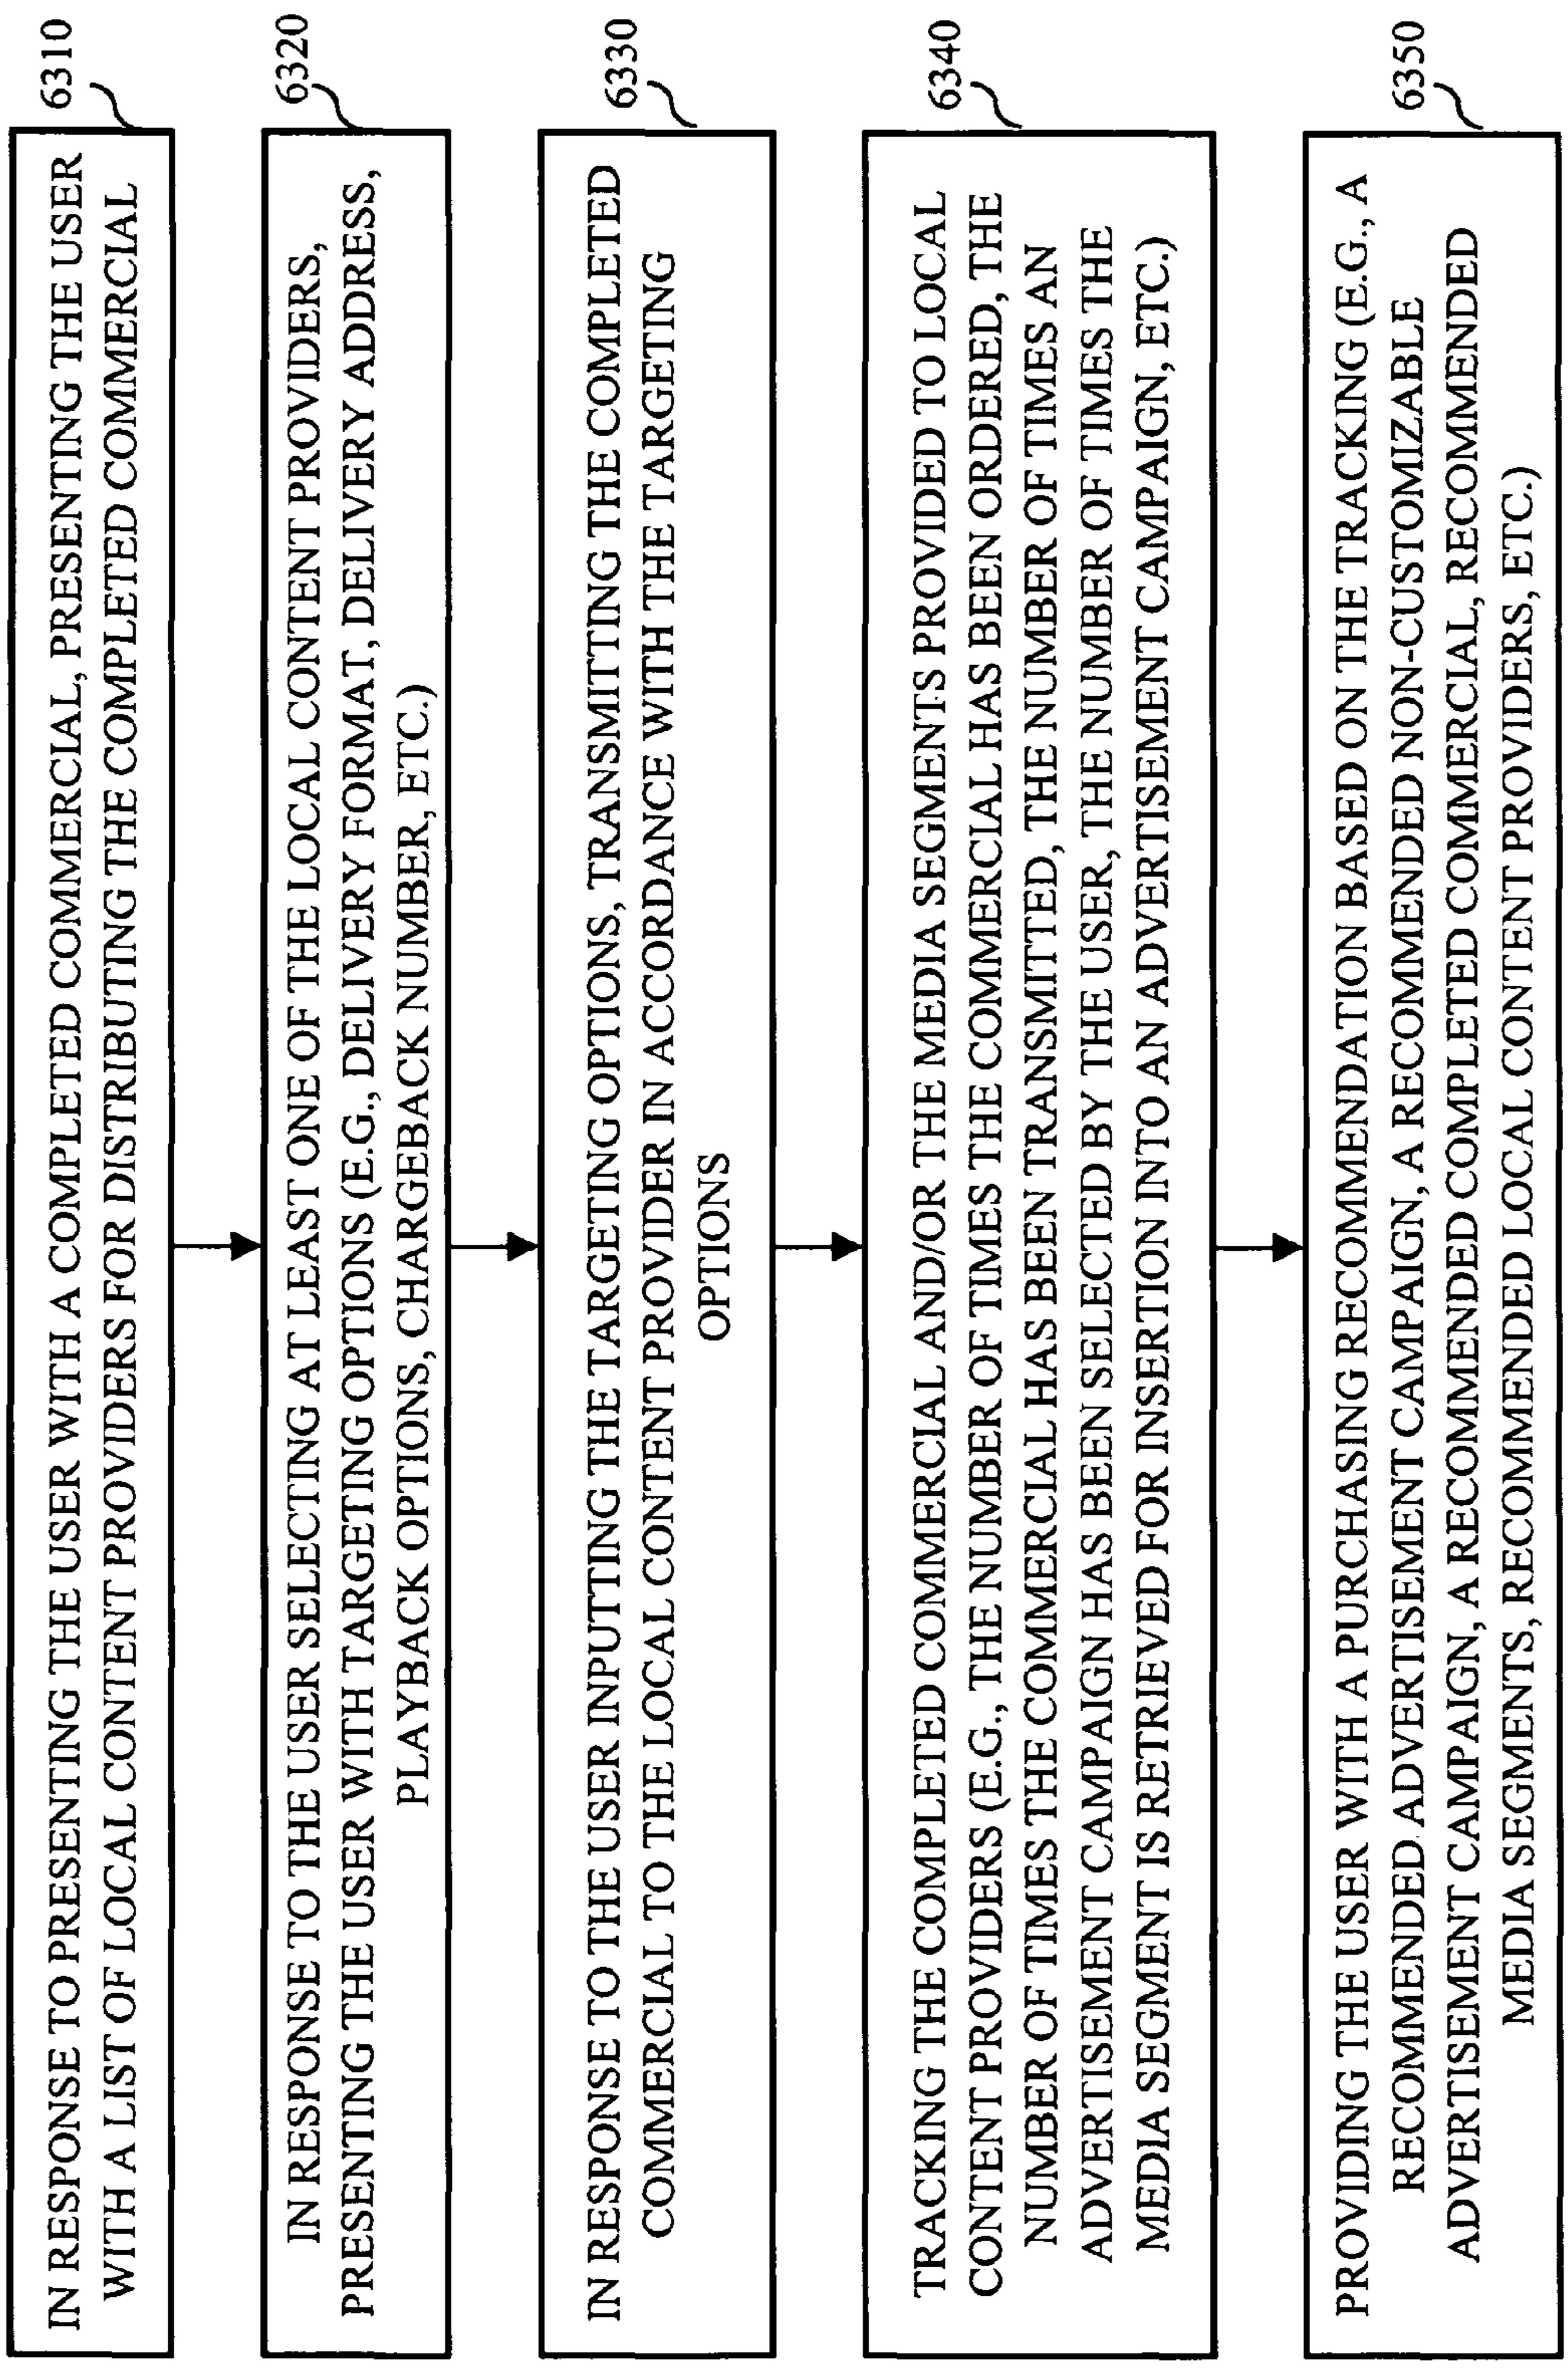 6310
IN RESPONSE TO PRESENTING THE USER WITH A COMPLETED COMMERCIAL, PRESENTING THE USER
WITH A LIST OF LOCAL CONTENT PROVIDERS FOR DISTRIBUTING THE COMPLETED COMMERCIAL
6320
IN RESPONSE TO THE USER SELECTING AT LEAST ONE OF THE LOCAL CONTENT PROVIDERS,
PRESENTING THE USER WITH TARGETING OPTIONS (E.G., DELIVERY FORMAT, DELIVERY ADDRESS,
PLAYBACK OPTIONS, CHARGEBACK NUMBER, ETC.)
6330
IN RESPONSE TO THE USER INPUTTING THE TARGETING OPTIONS, TRANSMITTING THE COMPLETED
COMMERCIAL TO THE LOCAL CONTENT PROVIDER IN ACCORDANCE WITH THE TARGETING
OPTIONS
6340
TRACKING THE COMPLETED COMMERCIAL AND/OR THE MEDIA SEGMENTS PROVIDED TO LOCAL
CONTENT PROVIDERS (E.G., THE NUMBER OF TIMES THE COMMERCIAL HAS BEEN ORDERED, THE
NUMBER OF TIMES THE COMMERCIAL HAS BEEN TRANSMITTED, THE NUMBER OF TIMES AN
ADVERTISEMENT CAMPAIGN HAS BEEN SELECTED BY THE USER, THE NUMBER OF TIMES THE
MEDIA SEGMENT IS RETRIEVED FOR INSERTION INTO AN ADVERTISEMENT CAMPAIGN, ETC.)
6350
PROVIDING THE USER WITH A PURCHASING RECOMMENDATION BASED ON THE TRACKING (E.G., A
RECOMMENDED ADVERTISEMENT CAMPAIGN, A RECOMMENDED NON-CUSTOMIZABLE
ADVERTISEMENT CAMPAIGN, A RECOMMENDED COMPLETED COMMERCIAL, RECOMMENDED
MEDIA SEGMENTS, RECOMMENDED LOCAL CONTENT PROVIDERS, ETC.)